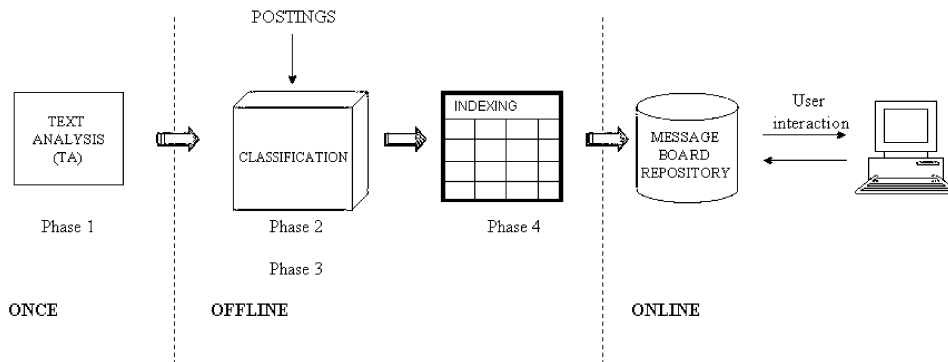 POSTINGS
TEXT
ANALYSIS
(TA)
CLASSIFICATION
INDEXING
MESSAGE
BOARD
REPOSITORY
User
interaction
Phase 1
Phase 2
Phase 4
Phase 3
ONCE
OFFLINE
ONLINE